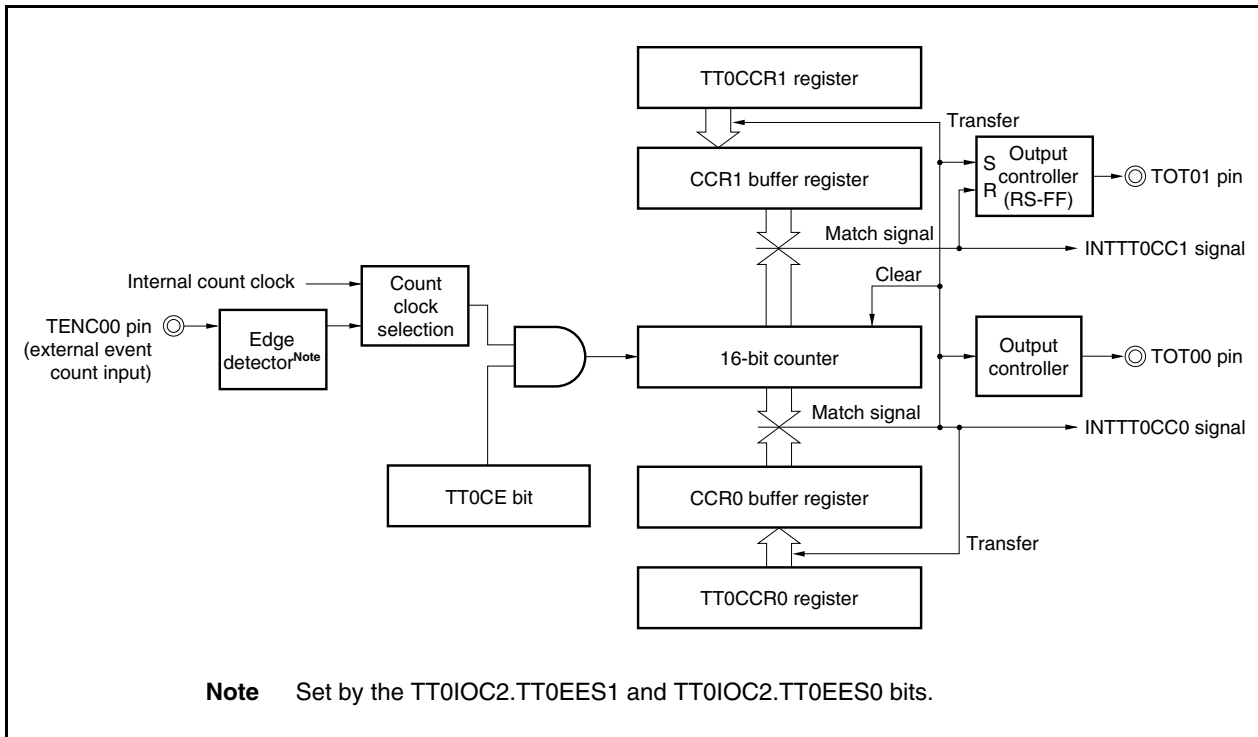 TT0CCR1 register
Transfer
CCR1 buffer register
S
R
Output
controller
(RS-FF)
TOT01 pin
Match signal
INTTT0CC1 signal
Internal count clock
Count
clock
selection
Clear
TENC00 pin
(external event
count input)
Edge
detectorNote
16-bit counter
Output
controller
TOT00 pin
Match signal
INTTT0CC0 signal
TT0CE bit
CCR0 buffer register
Transfer
TT0CCR0 register
Note Set by the TT0IOC2.TT0EES1 and TT0IOC2.TT0EES0 bits.